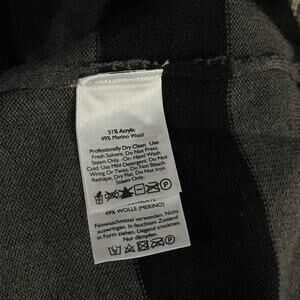 51% Acrylic
49% Merino Wool
Professionally Dry Clean. Use
Fresh Solvent. Do Not Press.
Steam Only. -Or- Hand Wash
Cold. Use Mild Detergent. Do Not
Wring Or Twist. Do Not Bleach.
Reshape, Dry Flat. Do Not Iron.
Steam Only.
49% WOLLE (MERINO)
Feinwaschmittel verwenden. Nicht
auswringen. In feuchtem Zustand
in Form ziehen. Liegend trocknen.
Nur dämpfen.